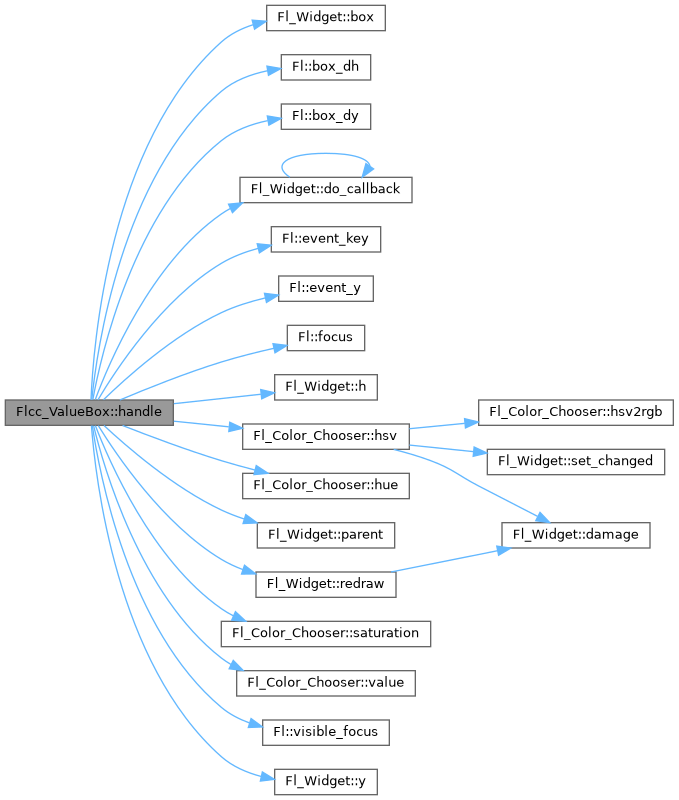 Fl_Widget::box
Fl::box_dh
Fl::box_dy
Fl_Widget::do_callback
Fl::event_key
Fl::event_y
Fl::focus
Fl_Widget::h
Flcc_ValueBox::handle
Fl_Color_Chooser::hsv
Fl_Color_Chooser::hsv2rgb
Fl_Widget::set_changed
Fl_Color_Chooser::hue
Fl_Widget::parent
Fl_Widget::damage
Fl_Widget::redraw
Fl_Color_Chooser::saturation
Fl_Color_Chooser::value
Fl::visible_focus
Fl_Widget::y